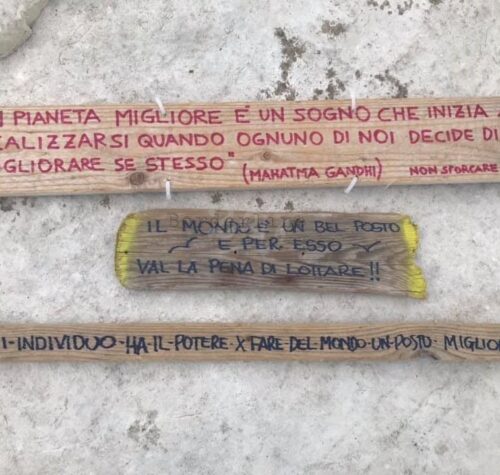 PIANETA MIGLIORE È UN SOGNO CHE INIZIA
ALIZZARSI QUANDO OGNUNO DI NOI DECIDE DI
GLIORARE SE STESSO" (MAHATMA GANDHI) NON SPORCARE
IL MONDO È UN BEL POSTO
E PER ESSO
VAL LA PENA DI LOTTARE!!
I-INDIVIDUO-HA-IL-POTERE-X FARE-DEL-MONDO-UN-POSTO-MIGLIO